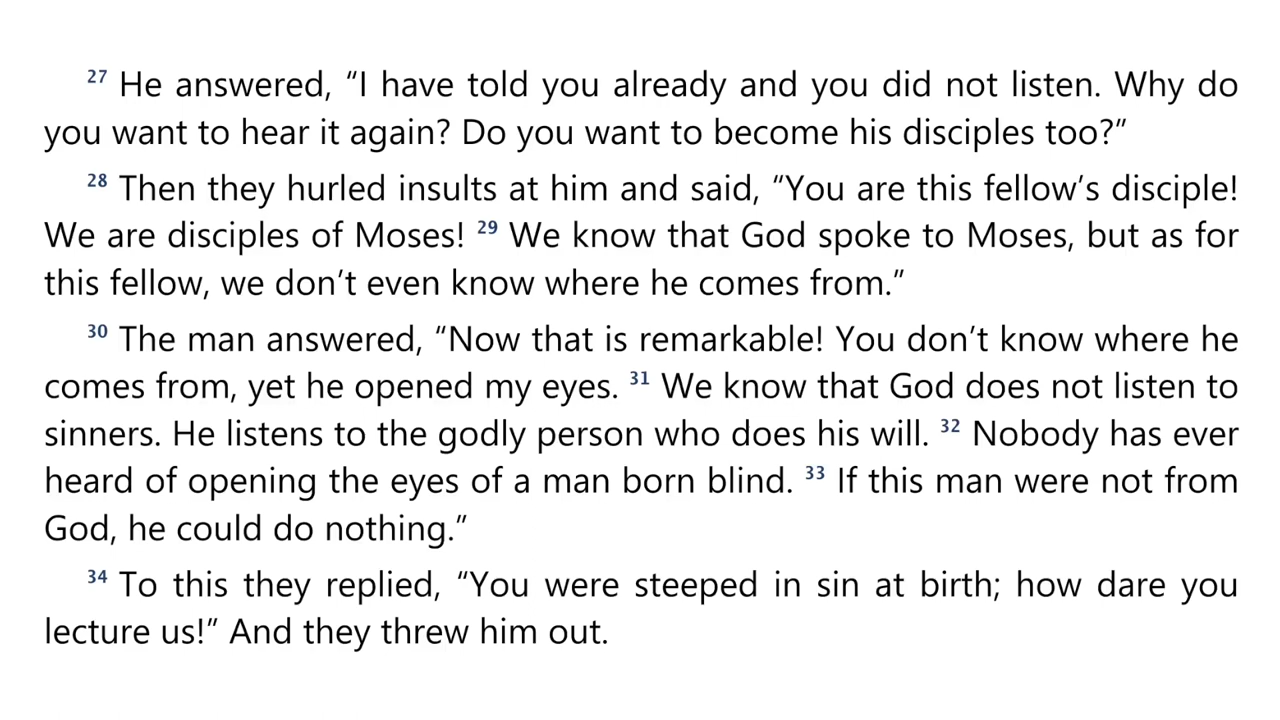 27 He answered, “I have told you already and you did not listen. Why do
you want to hear it again? Do you want to become his disciples too?”
28 Then they hurled insults at him and said, “You are this fellow’s disciple!
We are disciples of Moses! 29 We know that God spoke to Moses, but as for
this fellow, we don’t even know where he comes from.”
30 The man answered, “Now that is remarkable! You don’t know where he
comes from, yet he opened my eyes. 31 We know that God does not listen to
sinners. He listens to the godly person who does his will. 32 Nobody has ever
heard of opening the eyes of a man born blind. 33 If this man were not from
God, he could do nothing.”
34 To this they replied, “You were steeped in sin at birth; how dare you
lecture us!” And they threw him out.